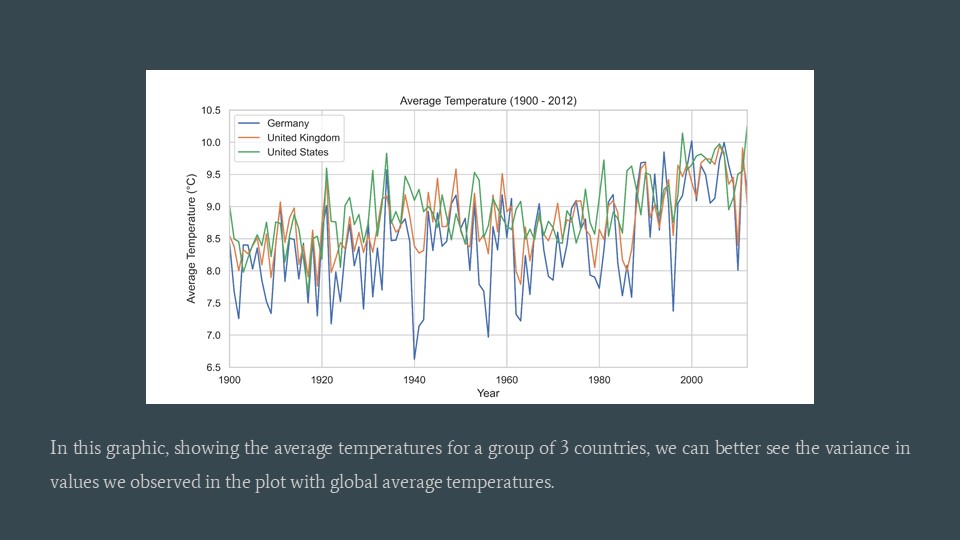 Average Temperature (1900 - 2012)
10.5
10.0
9.5
9.0
8.5
8.0
7.5
7.0
6.5
Average Temperature (°C)
Germany
United Kingdom
United States
1900 1920 1940 1960 1980 2000
Year
In this graphic, showing the average temperatures for a group of 3 countries, we can better see the variance in
values we observed in the plot with global average temperatures.